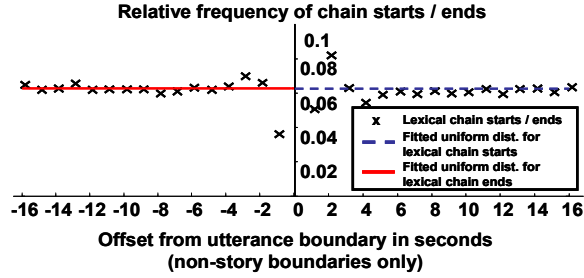 Relative frequency of chain starts / ends
0.1
0.08
0.06
0.04
0.02
Lexical chain starts / ends
Fitted uniform dist. for
lexical chain starts
Fitted uniform dist. for
lexical chain ends
-16 -14 -12 -10 -8 -6 -4 -2 0 2 4 6 8 10 12 14 16
Offset from utterance boundary in seconds
(non-story boundaries only)